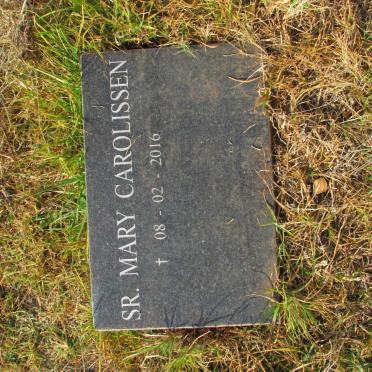 SR. MARY CAROLISSEN
† 08 - 02 - 2016